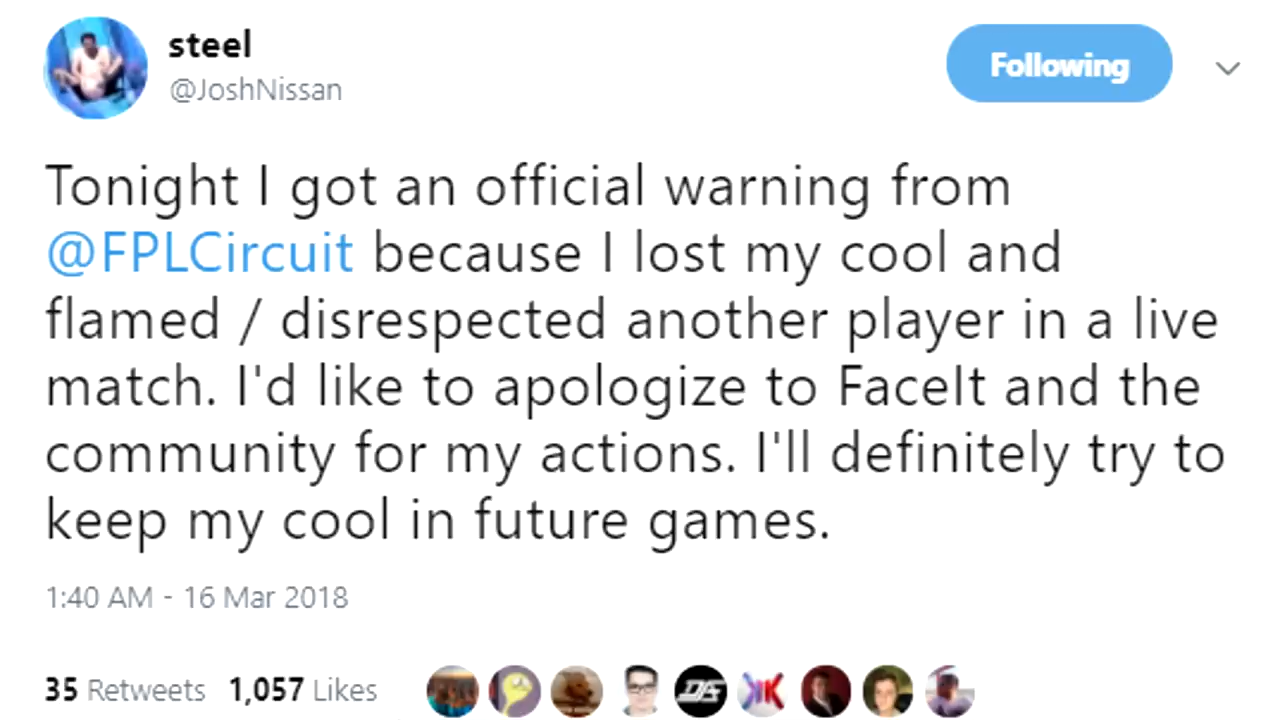 steel
@JoshNissan
Following
Tonight I got an official warning from
@FPLCircuit because I lost my cool and
flamed / disrespected another player in a live
match. I'd like to apologize to FaceIt and the
community for my actions. I'll definitely try to
keep my cool in future games.
1:40 AM - 16 Mar 2018
35 Retweets 1,057 Likes